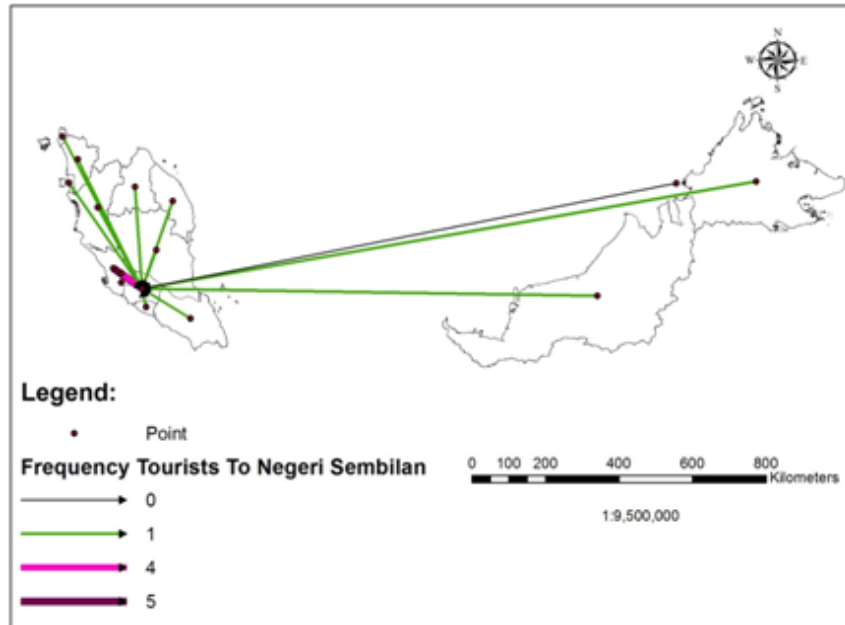 N
W E
S
Legend:
Point
Frequency Tourists To Negeri Sembilan
0
1
4
5
0 100 200 400 600 800
Kilometers
1:9,500,000